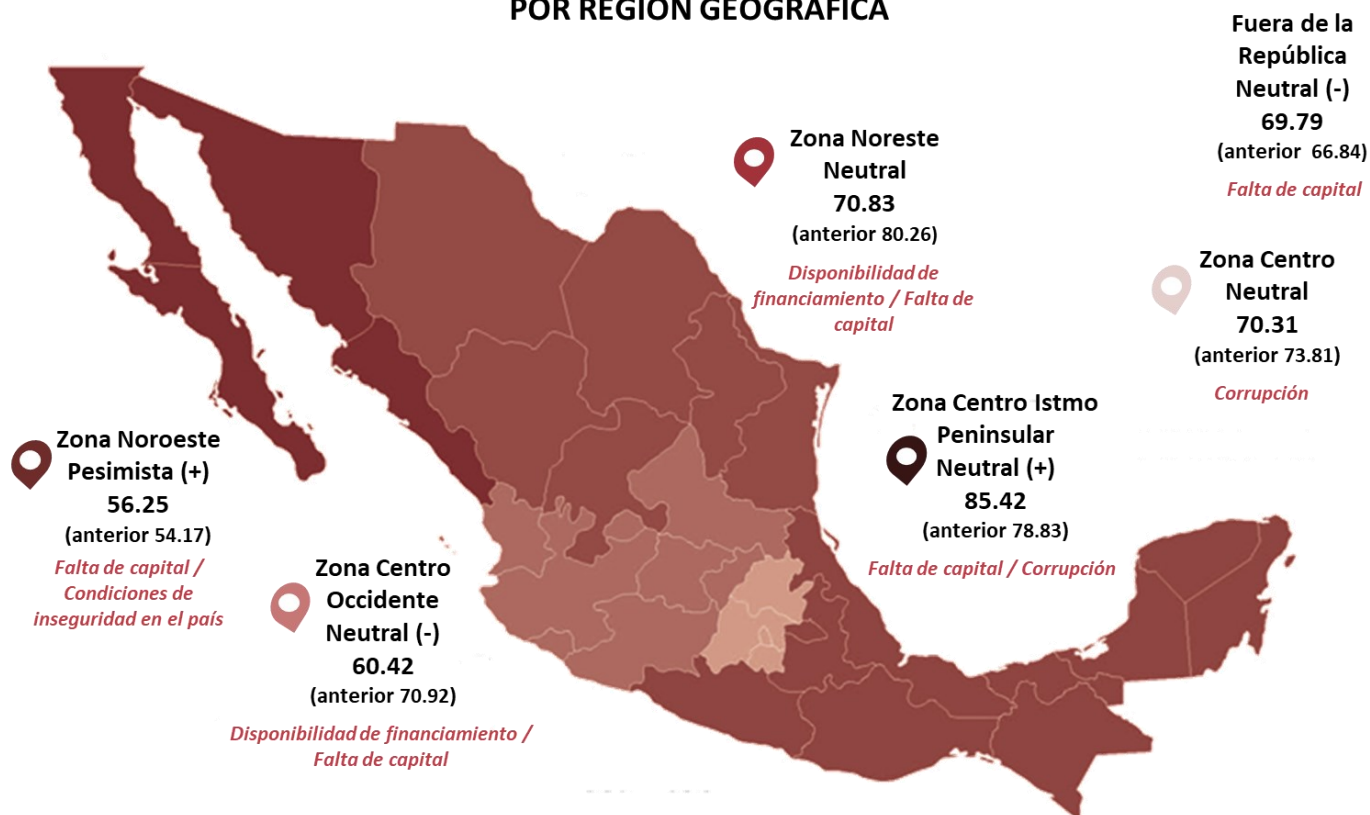 POR REGIÓN GEOGRÁFICA
Fuera de la
República
Neutral (-)
69.79
(anterior 66.84)
Falta de capital
Zona Noreste
Neutral
70.83
(anterior 80.26)
Disponibilidad de
financiamiento / Falta de
capital
Zona Centro
Neutral
70.31
(anterior 73.81)
Corrupción
Zona Centro Istmo
Peninsular
Neutral (+)
85.42
(anterior 78.83)
Falta de capital / Corrupción
Zona Noroeste
Pesimista (+)
56.25
(anterior 54.17)
Falta de capital /
Condiciones de
inseguridad en el país
Zona Centro
Occidente
Neutral (-)
60.42
(anterior 70.92)
Disponibilidad de financiamiento /
Falta de capital